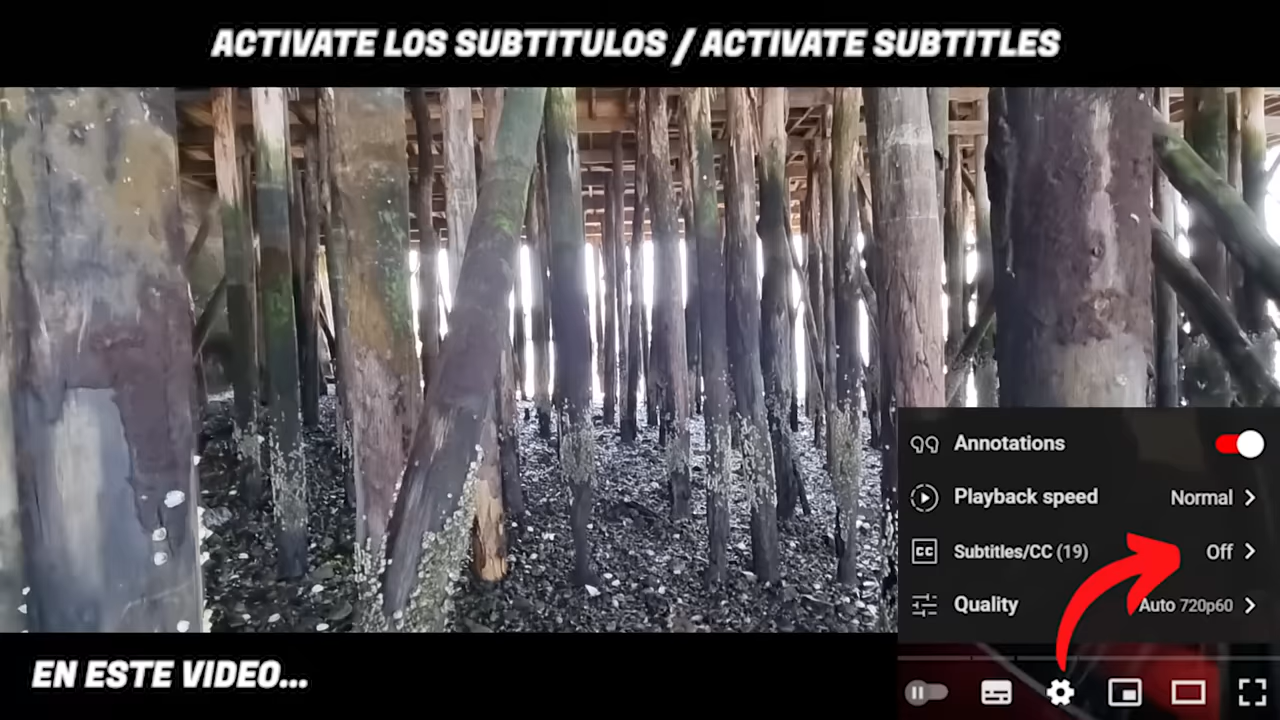 ACTIVATE LOS SUBTITULOS / ACTIVATE SUBTITLES
Annotations
Playback speed Normal
CC Subtitles/CC (19) Off
Quality Auto 720p60
EN ESTE VIDEO...